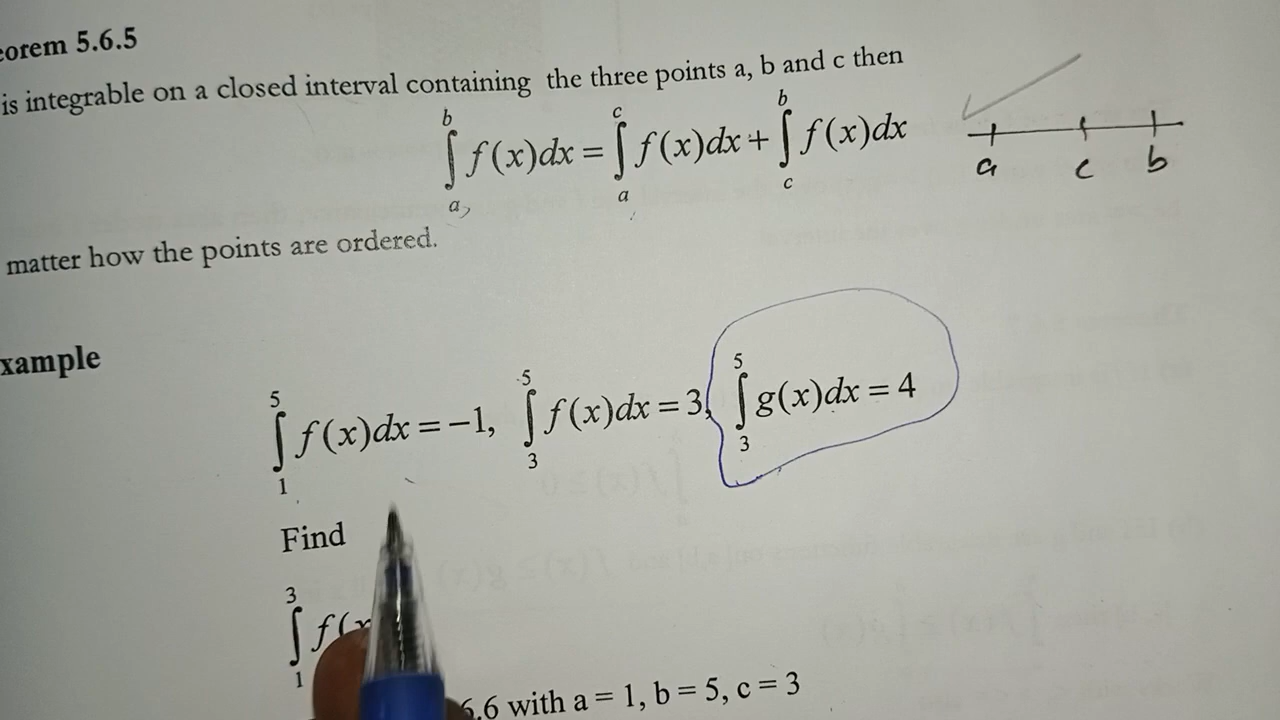 eorem 5.6.5
is integrable on a closed interval containing the three points a, b and c then
∫_a^b f(x)dx = ∫_a^c f(x)dx + ∫_c^b f(x)dx
a c b
matter how the points are ordered.
xample
∫_1^5 f(x)dx = −1, ∫_3^5 f(x)dx = 3, ∫_3^5 g(x)dx = 4
Find
∫_1^3 f(x
6.6 with a = 1, b = 5, c = 3